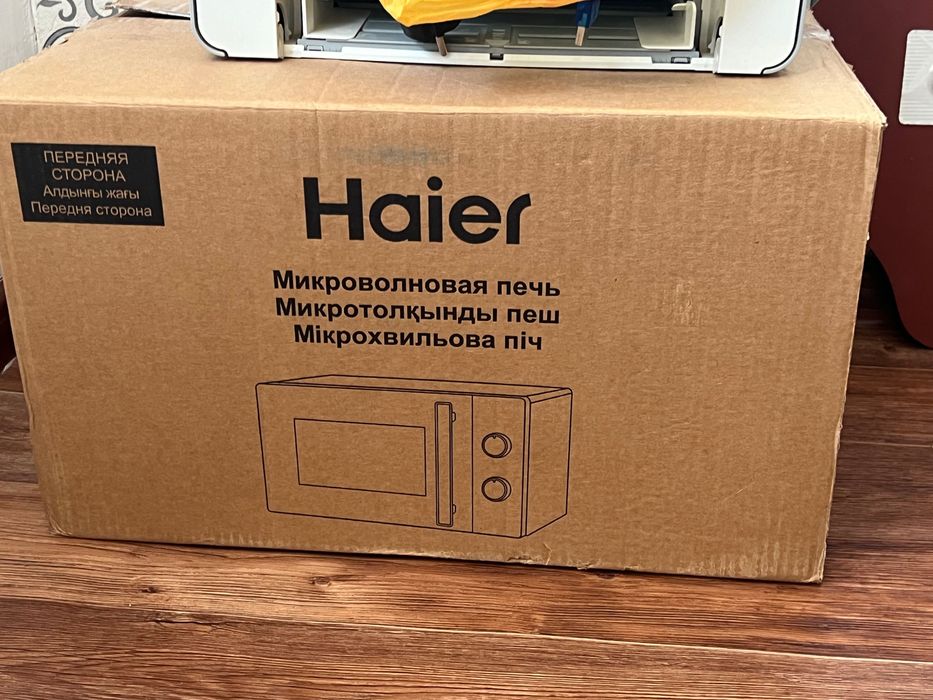 ПЕРЕДНЯЯ
СТОРОНА
Алдыңғы жағы
Передня сторона
Haier
Микроволновая печь
Микротолқынды пеш
Мікрохвильова піч